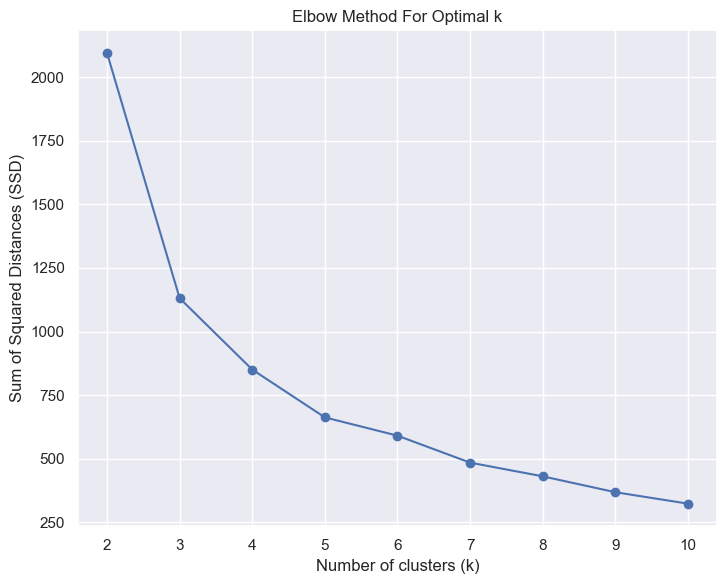 Elbow Method For Optimal k
2000
1750
1500
1250
1000
750
500
250
Sum of Squared Distances (SSD)
2 3 4 5 6 7 8 9 10
Number of clusters (k)